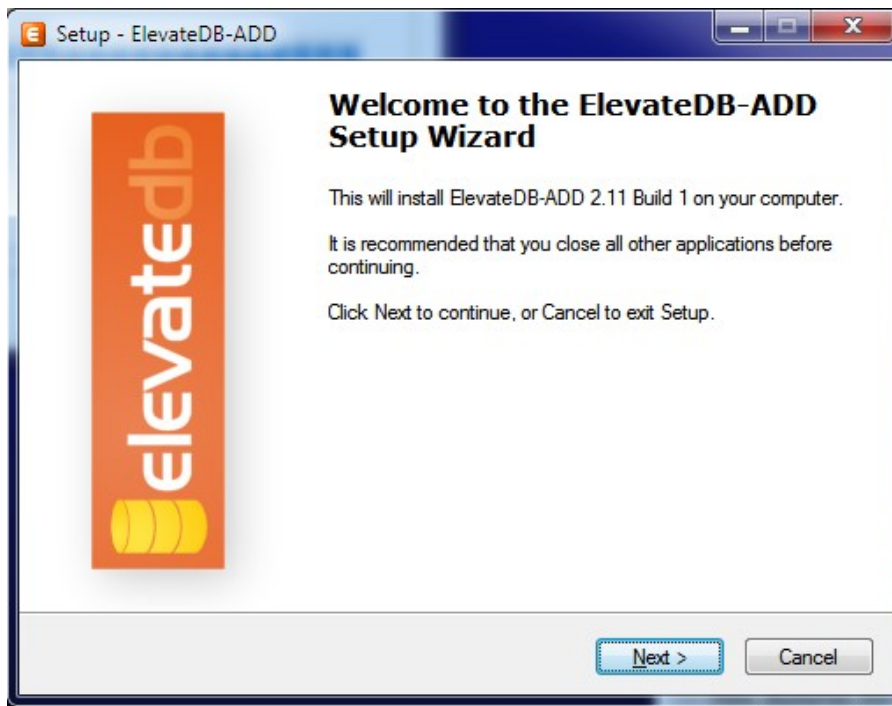 Setup - ElevateDB-ADD
elevatedb
Welcome to the ElevateDB-ADD
Setup Wizard
This will install ElevateDB-ADD 2.11 Build 1 on your computer.
It is recommended that you close all other applications before
continuing.
Click Next to continue, or Cancel to exit Setup.
Next >
Cancel